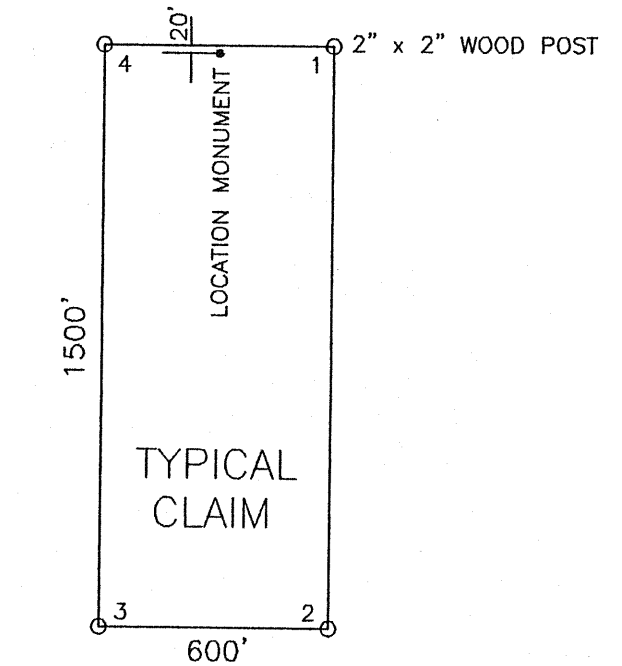 20'
4
1
2" x 2" WOOD POST
LOCATION MONUMENT
1500'
TYPICAL
CLAIM
3
2
600'